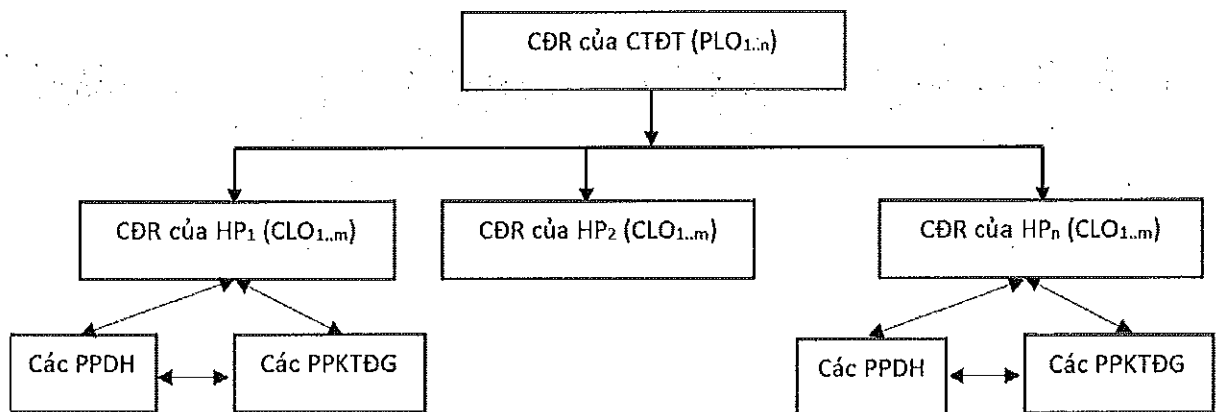 CĐR của CTĐT (PLO1..n)
CĐR của HP1 (CLO1..m)
CĐR của HP2 (CLO1..m)
CĐR của HPn (CLO1..m)
Các PPDH
Các PPKTĐG
Các PPDH
Các PPKTĐG